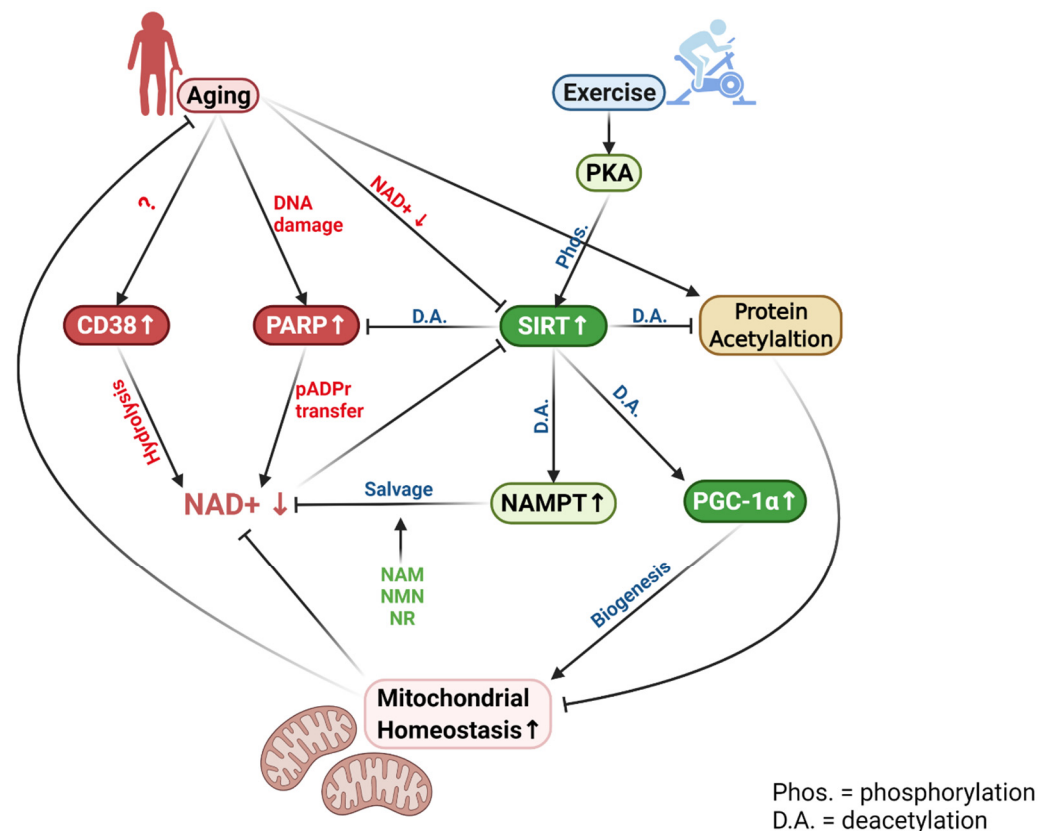 Aging
Exercise
PKA
?
DNA
damage
NAD+ ↓
Phos.
CD38↑
PARP↑
D.A.
SIRT↑
D.A.
Protein
Acetylaltion
Hydrolysis
pADPr
transfer
D.A.
D.A.
NAD+ ↓
Salvage
NAMPT↑
PGC-1α↑
NAM
NMN
NR
Biogenesis
Mitochondrial
Homeostasis↑
Phos. = phosphorylation
D.A. = deacetylation